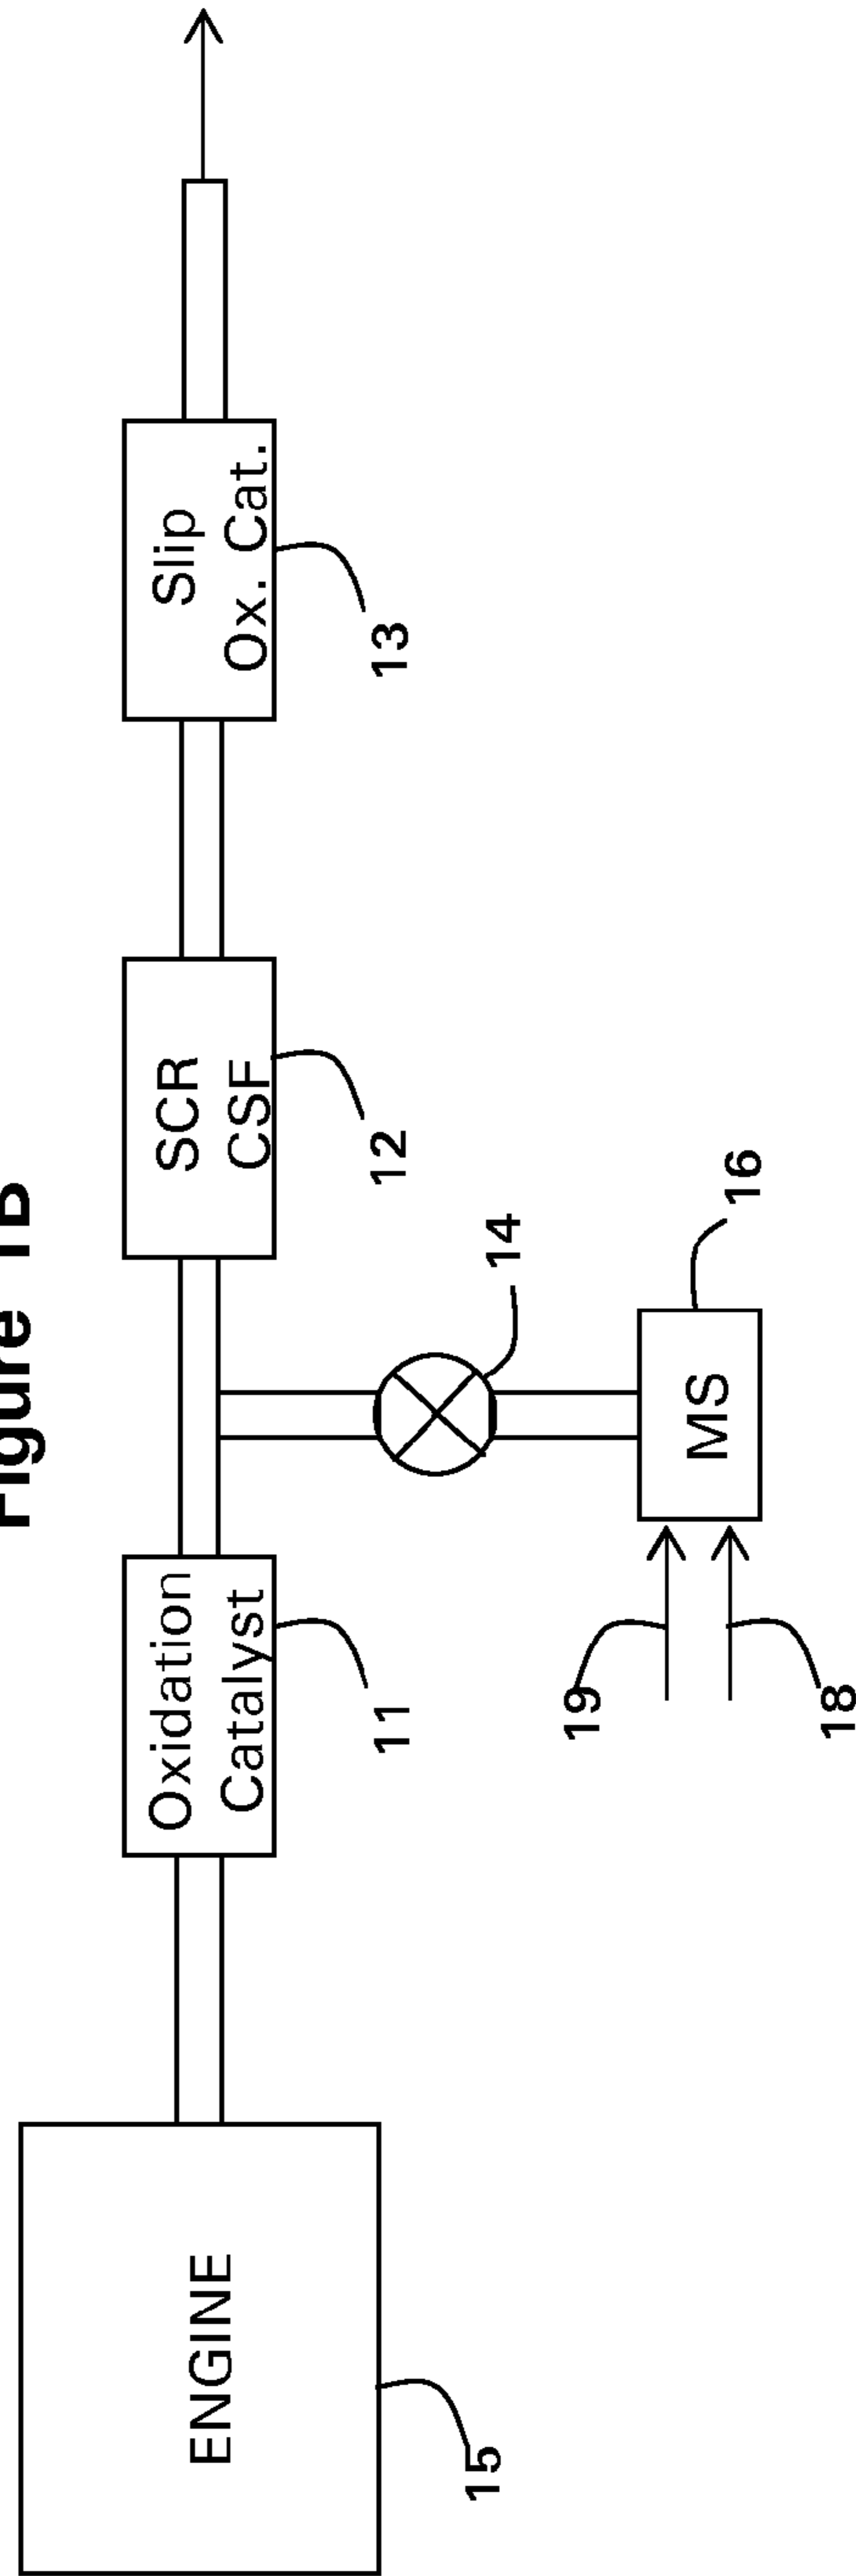 Figure 1B
ENGINE
15
Oxidation
Catalyst
11
SCR
CSF
12
Slip
Ox. Cat.
13
14
MS
16
19
18